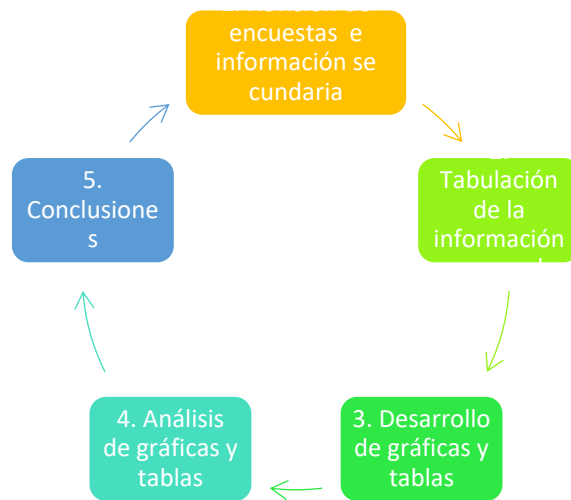 encuestas e
información se
cundaria
2.
Tabulación
de la
información
3. Desarrollo
de gráficas y
tablas
4. Análisis
de gráficas y
tablas
5.
Conclusione
s